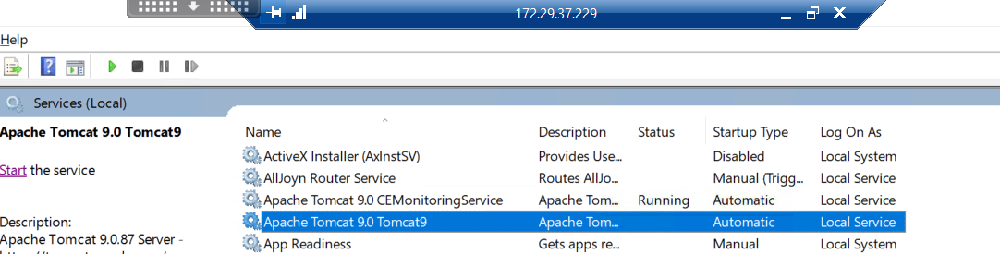 172.29.37.229
Help
Services (Local)
Apache Tomcat 9.0 Tomcat9
Start the service
Description:
Apache Tomcat 9.0.87 Server -
Name Description Status Startup Type Log On As
ActiveX Installer (AxInstSV) Provides Use... Disabled Local System
AllJoyn Router Service Routes AllJo... Manual (Trigg... Local Service
Apache Tomcat 9.0 CEMonitoringService Apache Tom... Running Automatic Local Service
Apache Tomcat 9.0 Tomcat9 Apache Tom... Automatic Local Service
App Readiness Gets apps re... Manual Local System